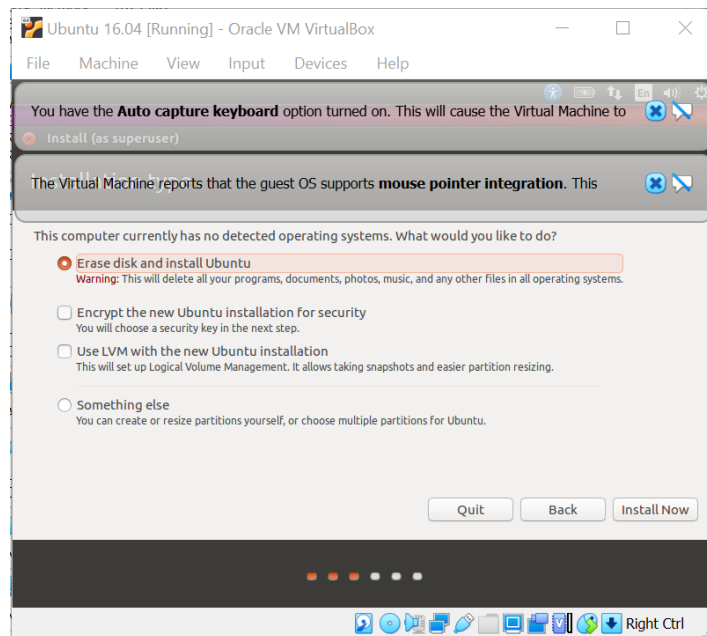 Ubuntu 16.04 [Running] - Oracle VM VirtualBox
File Machine View Input Devices Help
En
You have the Auto capture keyboard option turned on. This will cause the Virtual Machine to
Install (as superuser)
Installation type
The Virtual Machine reports that the guest OS supports mouse pointer integration. This
This computer currently has no detected operating systems. What would you like to do?
Erase disk and install Ubuntu
Warning: This will delete all your programs, documents, photos, music, and any other files in all operating systems.
Encrypt the new Ubuntu installation for security
You will choose a security key in the next step.
Use LVM with the new Ubuntu installation
This will set up Logical Volume Management. It allows taking snapshots and easier partition resizing.
Something else
You can create or resize partitions yourself, or choose multiple partitions for Ubuntu.
Quit Back Install Now
Right Ctrl